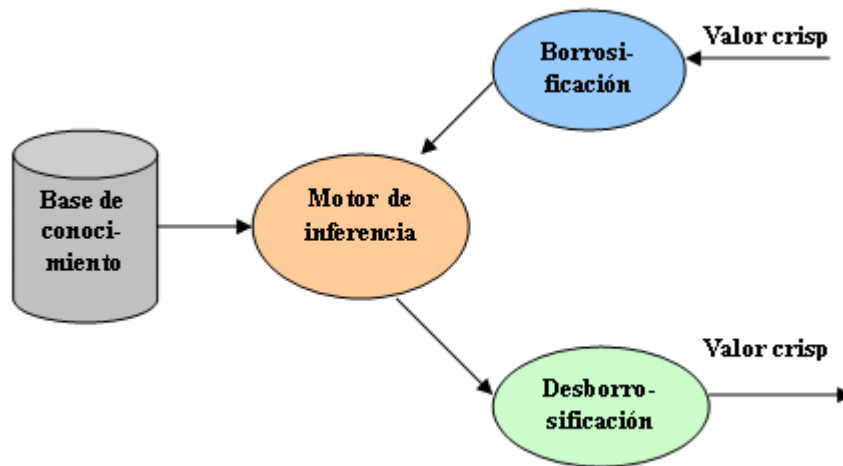 Valor crisp
Borrosi-
ficación
Base de
conoci-
miento
Motor de
inferencia
Valor crisp
Desborro-
sificación